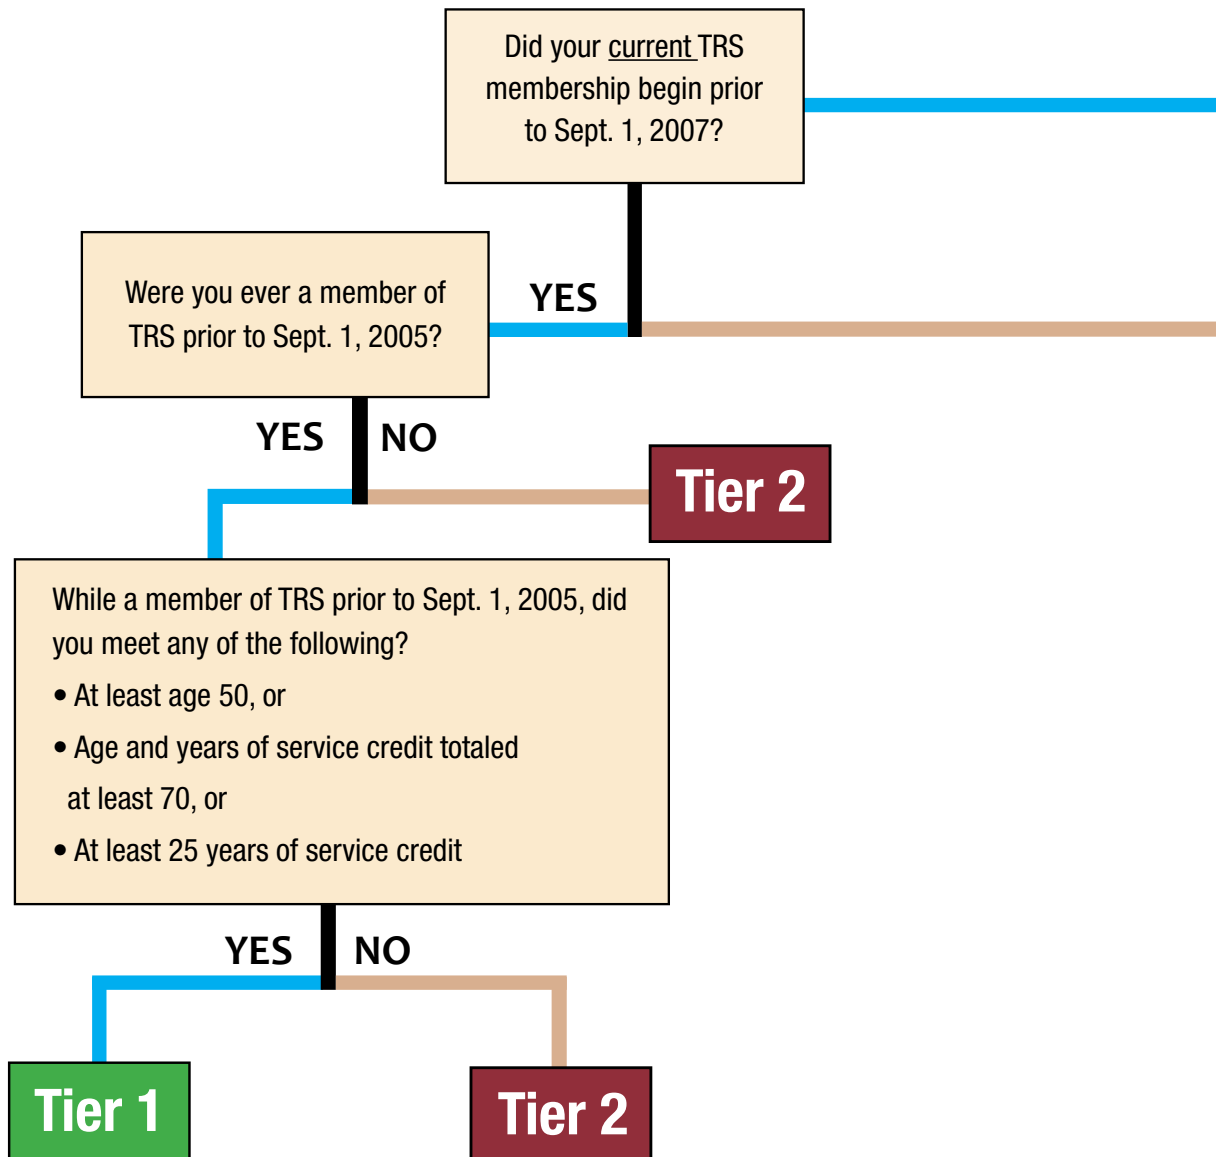 Did your current TRS
membership begin prior
to Sept. 1, 2007?
Were you ever a member of
TRS prior to Sept. 1, 2005?
YES
YES
NO
Tier 2
While a member of TRS prior to Sept. 1, 2005, did
you meet any of the following?
• At least age 50, or
• Age and years of service credit totaled
at least 70, or
• At least 25 years of service credit
YES
NO
Tier 1
Tier 2